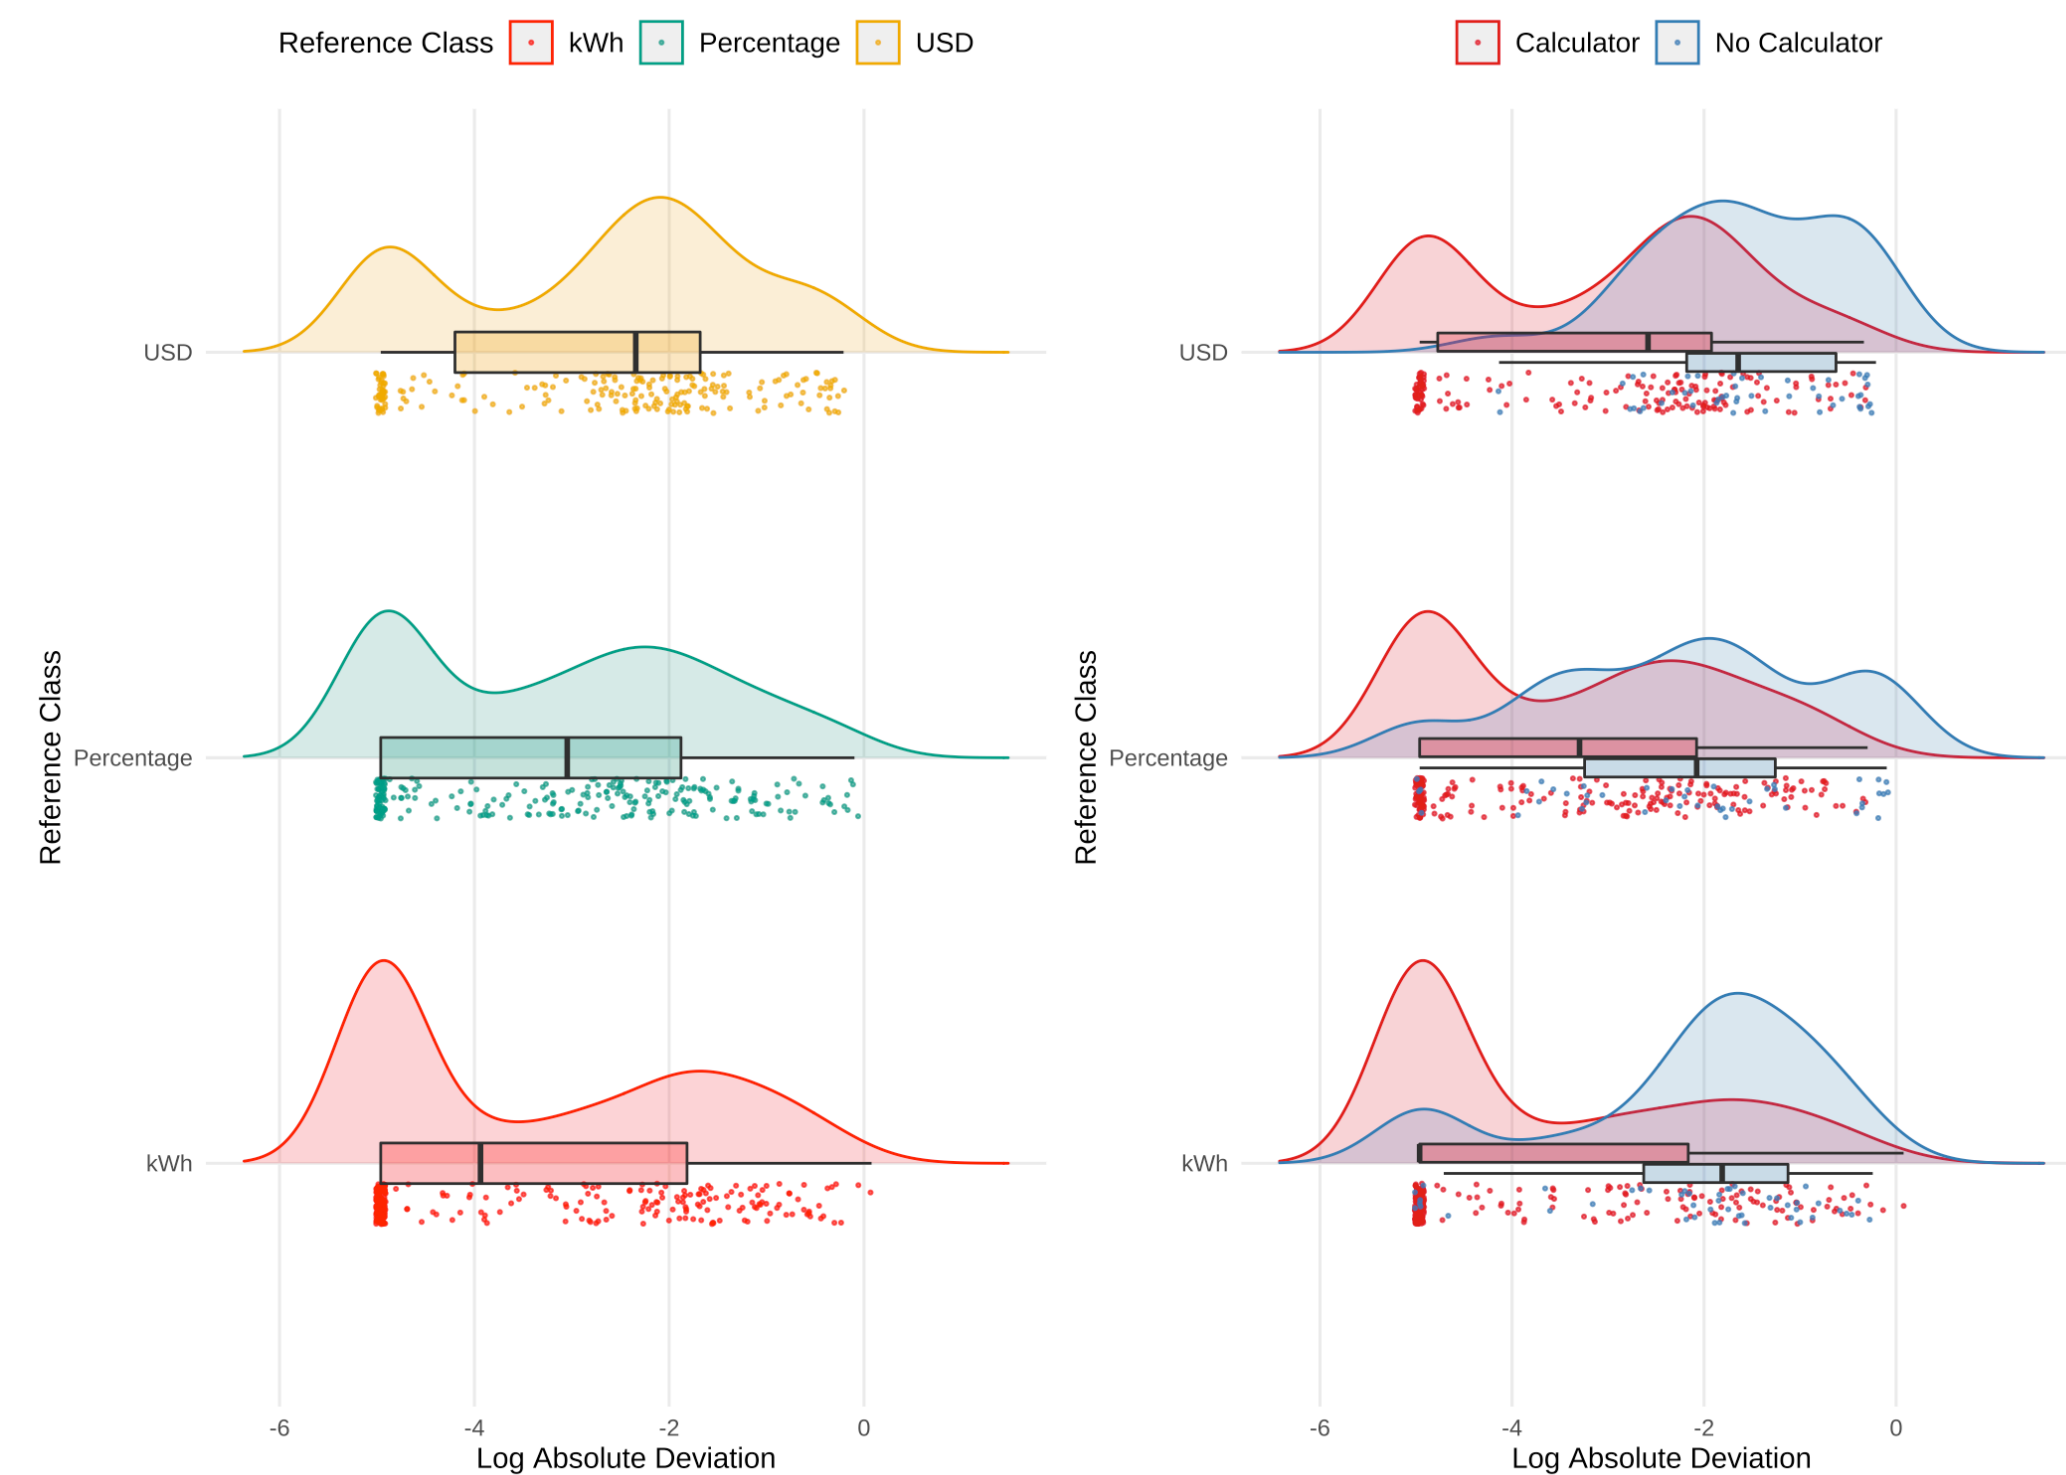 Reference Class kWh Percentage USD
USD
Percentage
kWh
Reference Class
-6 -4 -2 0
Log Absolute Deviation
Calculator No Calculator
USD
Percentage
kWh
Reference Class
-6 -4 -2 0
Log Absolute Deviation